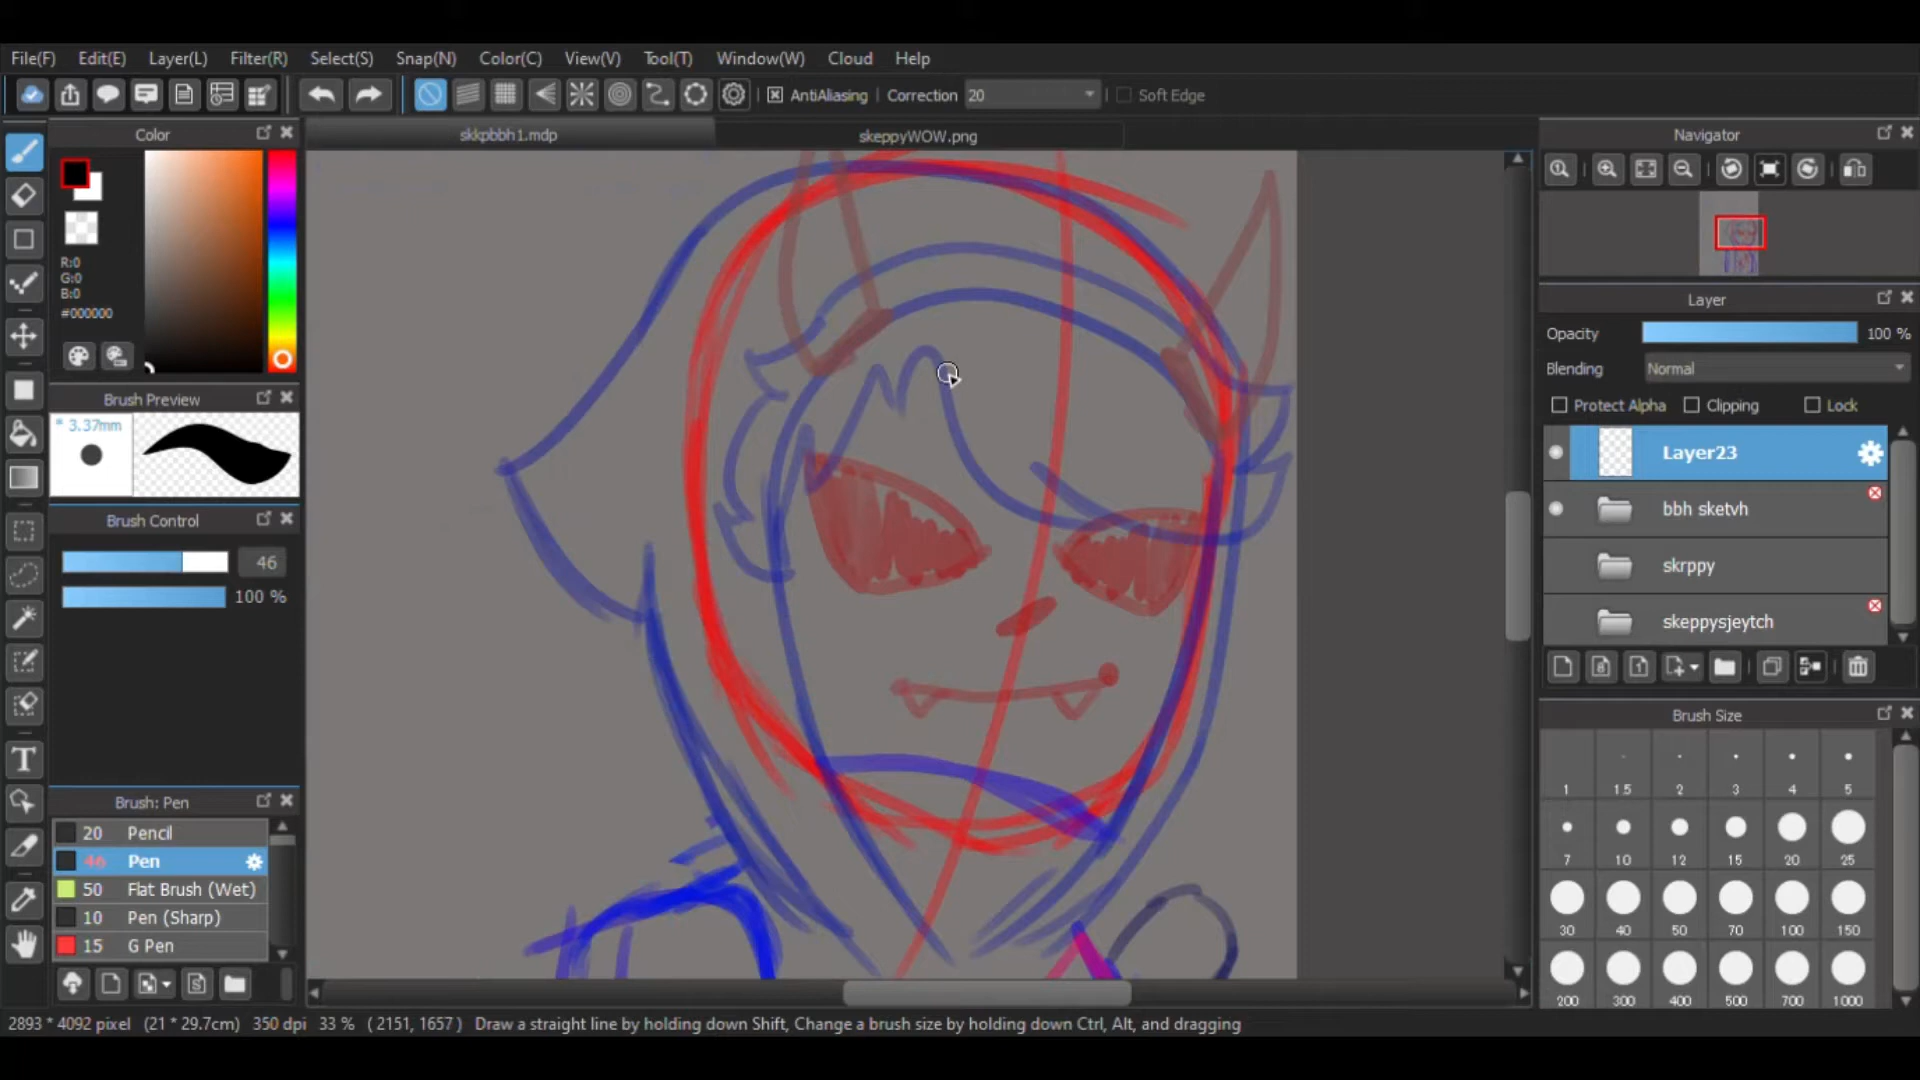 File(F) Edit(E) Layer(L) Filter(R) Select(S) Snap(N) Color(C) View(V) Tool(T) Window(W) Cloud Help
AntiAliasing Correction 20 Soft Edge
Color
skkpbbh1.mdp
skeppyWOW.png
R:0
G:0
B:0
#000000
Brush Preview
* 3.37mm
Brush Control
46
100 %
Brush: Pen
20 Pencil
46 Pen
50 Flat Brush (Wet)
10 Pen (Sharp)
15 G Pen
Navigator
Layer
Opacity 100 %
Blending Normal
Protect Alpha Clipping Lock
Layer23
bbh sketvh
skrppy
skeppysjeytch
Brush Size
1 1.5 2 3 4 5
7 10 12 15 20 25
30 40 50 70 100 150
200 300 400 500 700 1000
2893 * 4092 pixel (21 * 29.7cm) 350 dpi 33 % ( 2151, 1657 ) Draw a straight line by holding down Shift, Change a brush size by holding down Ctrl, Alt, and dragging